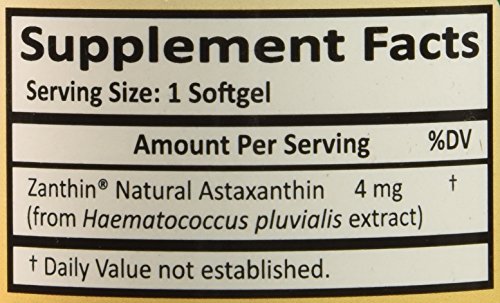 Supplement Facts
Serving Size: 1 Softgel
Amount Per Serving %DV
Zanthin® Natural Astaxanthin 4 mg †
(from Haematococcus pluvialis extract)
† Daily Value not established.